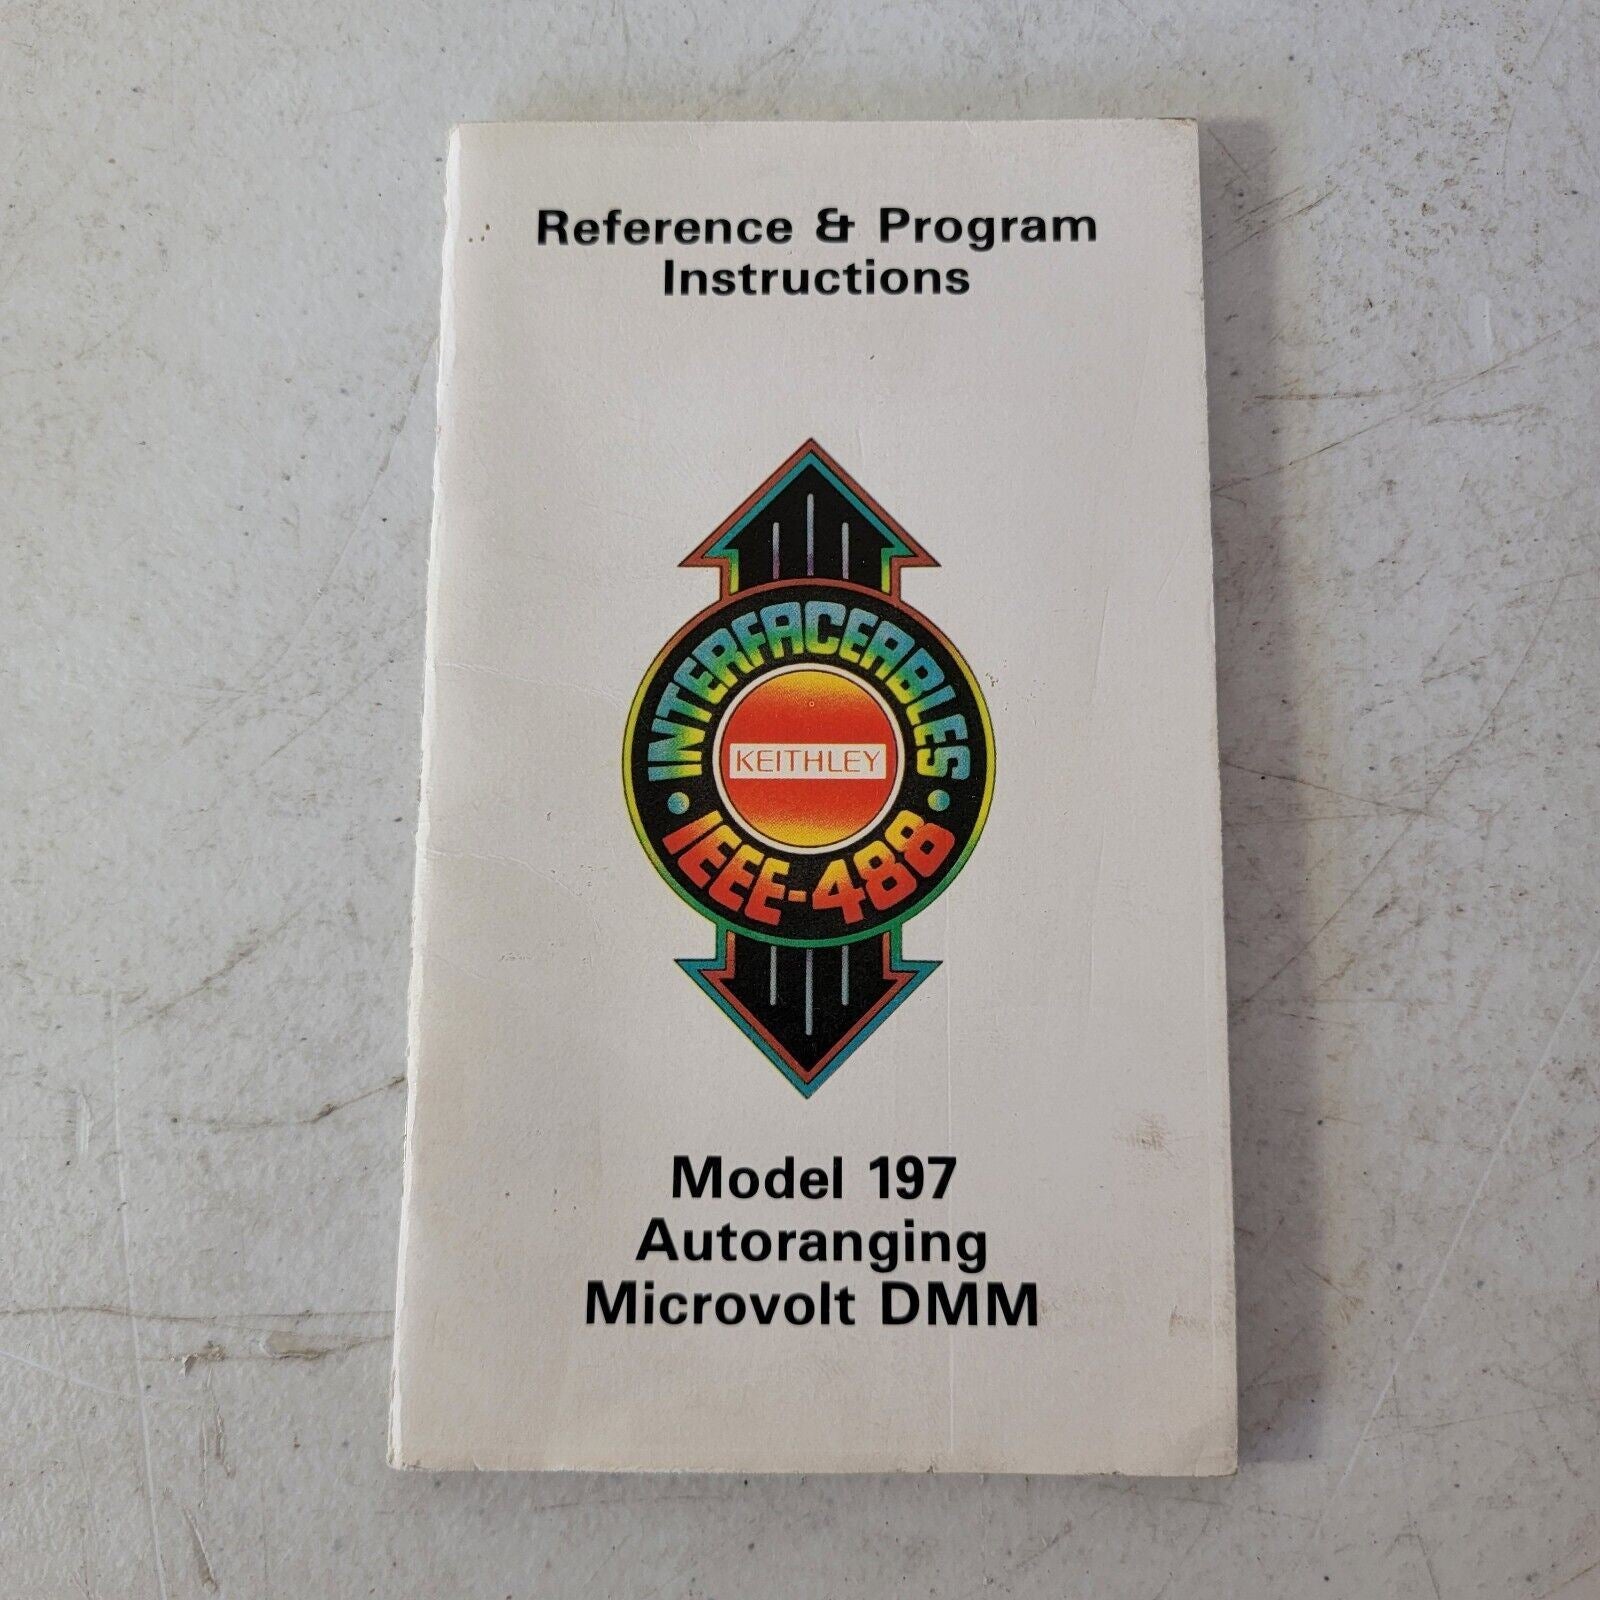 Reference & Program
Instructions
INTERFACEABLES
KEITHLEY
IEEE-488
Model 197
Autoranging
Microvolt DMM